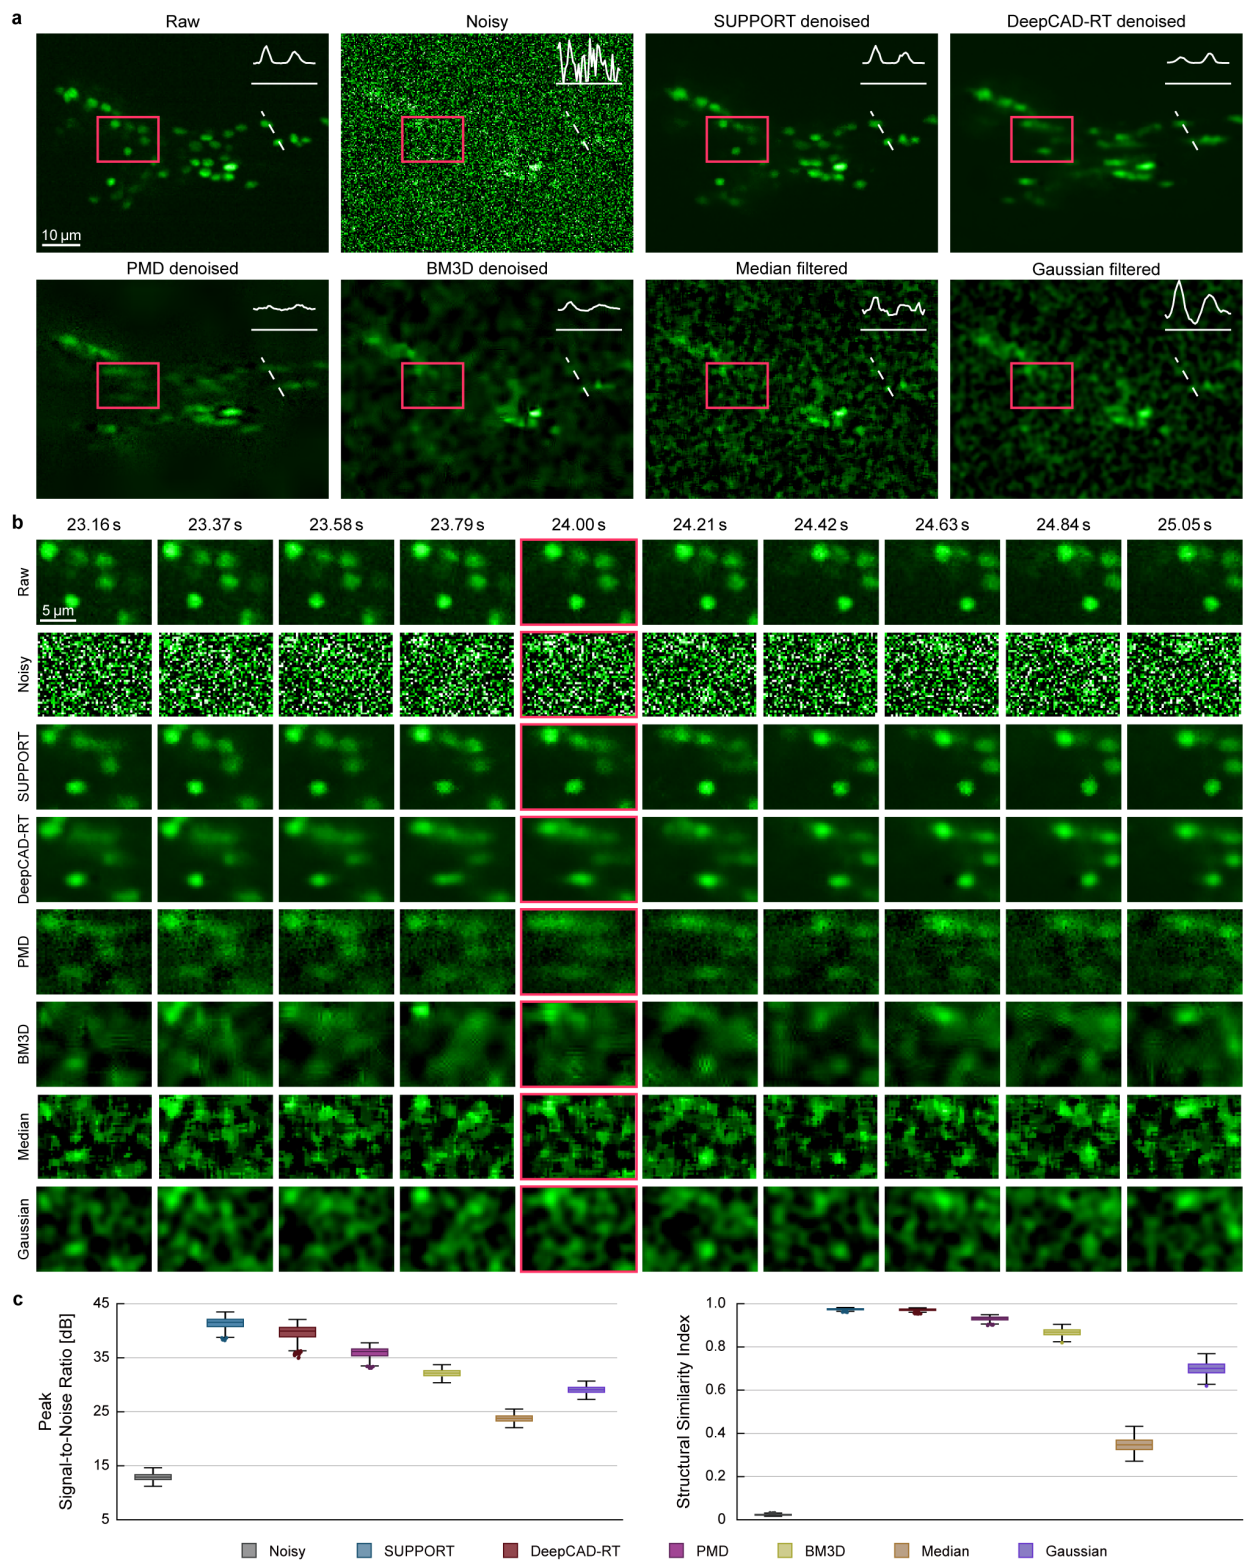 a
Raw
Noisy
SUPPORT denoised
DeepCAD-RT denoised
10 µm
PMD denoised
BM3D denoised
Median filtered
Gaussian filtered
b
23.16 s
23.37 s
23.58 s
23.79 s
24.00 s
24.21 s
24.42 s
24.63 s
24.84 s
25.05 s
Raw
5 µm
Noisy
SUPPORT
DeepCAD-RT
PMD
BM3D
Median
Gaussian
c
Peak
Signal-to-Noise Ratio [dB]
45
35
25
15
5
Structural Similarity Index
1.0
0.8
0.6
0.4
0.2
0
Noisy
SUPPORT
DeepCAD-RT
PMD
BM3D
Median
Gaussian